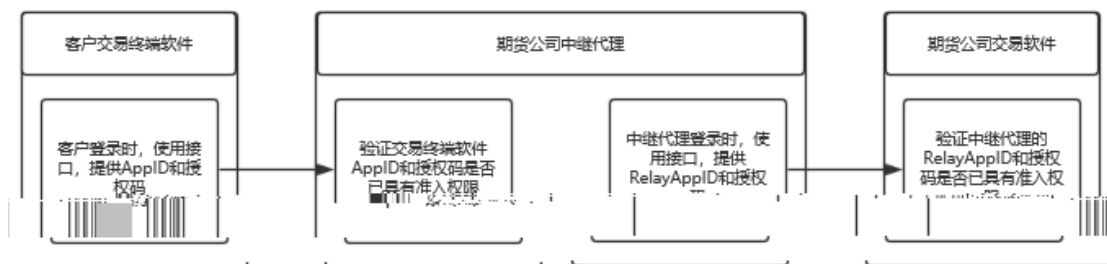 客户交易终端软件
期货公司中继代理
期货公司交易软件
客户登录时，使用接
口，提供AppID和授
权码
验证交易终端软件
AppID和授权码是否
已具有准入权限
中继代理登录时，使
用接口，提供
RelayAppID和授权
验证中继代理的
RelayAppID和授权
码是否已具有准入权